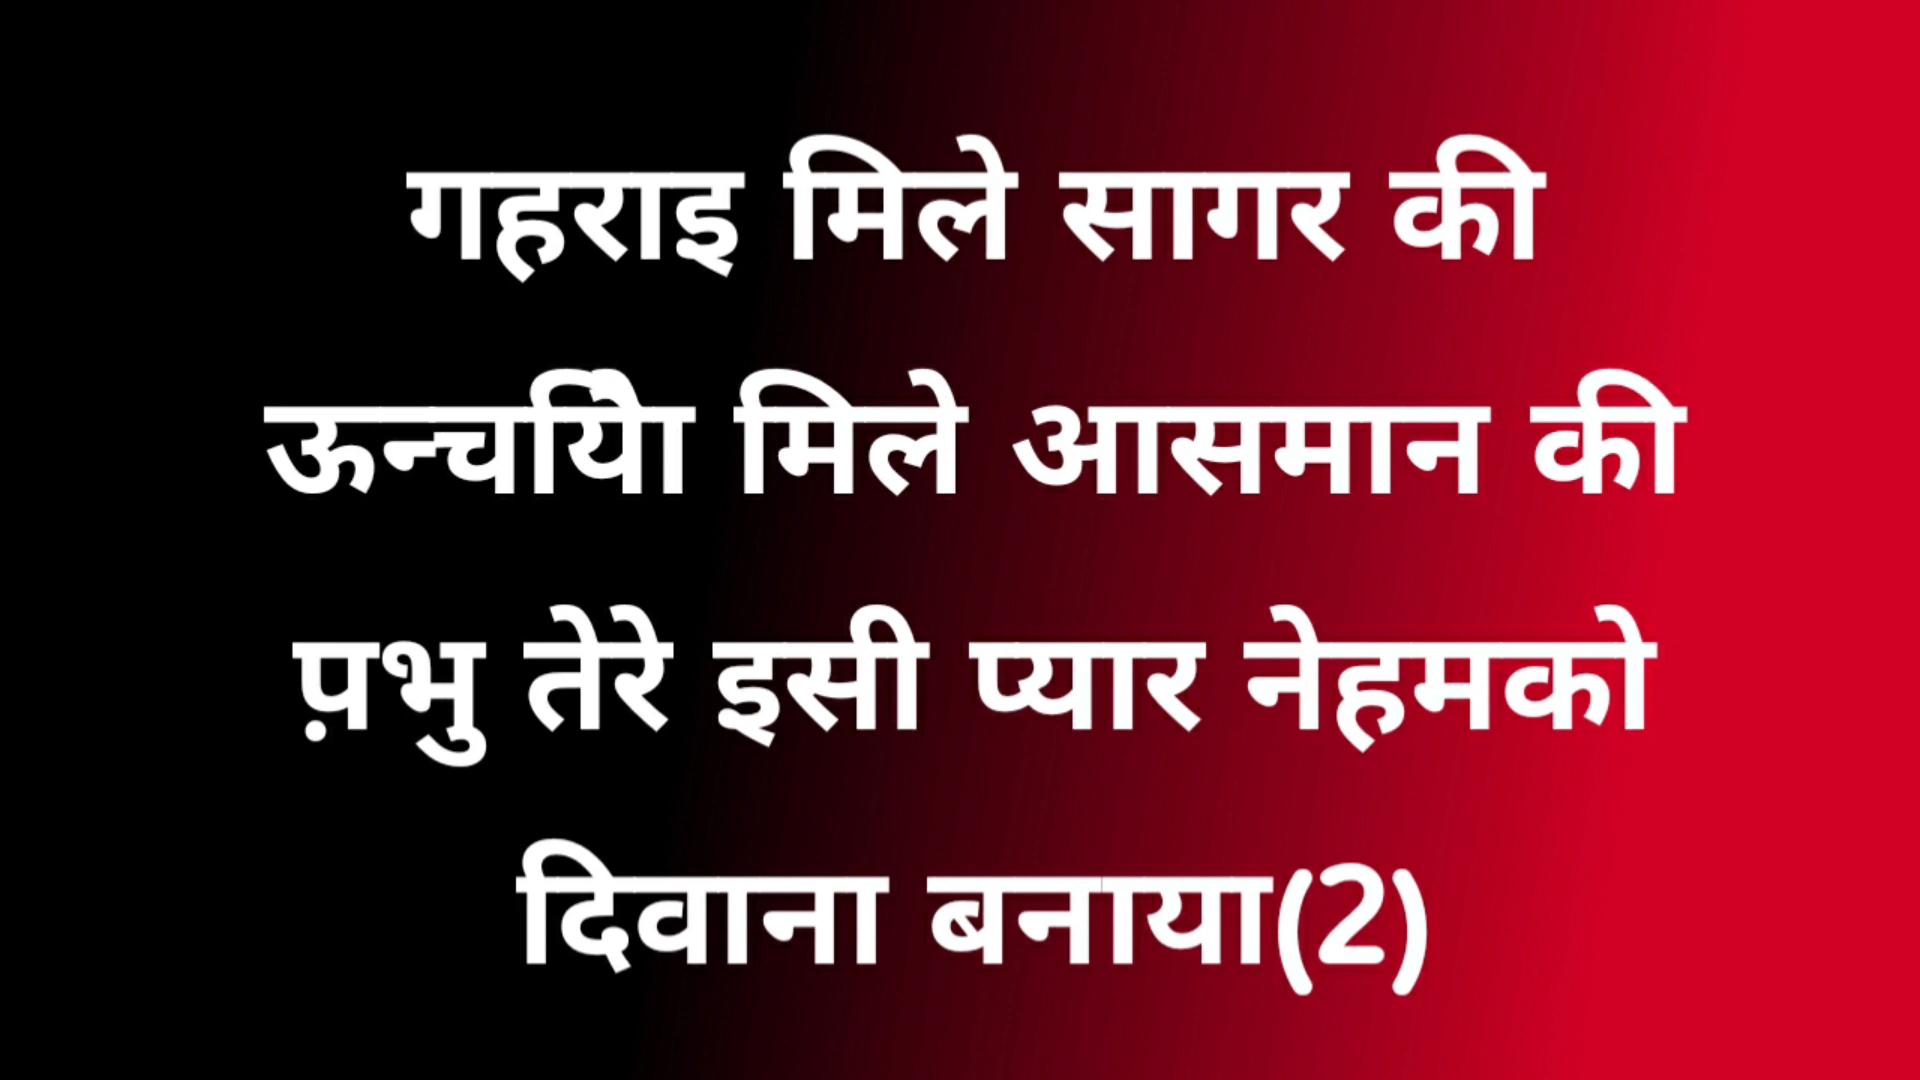 गहराइ मिले सागर की
ऊन्चयिाे मिले आसमान की
प़भु तेरे इसी प्यार नेहमको
दिवाना बनाया(2)